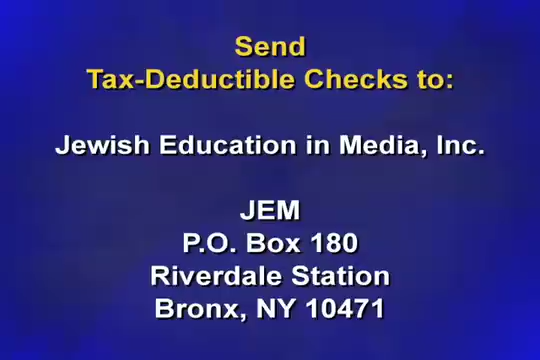 Send
Tax-Deductible Checks to:
Jewish Education in Media, Inc.
JEM
P.O. Box 180
Riverdale Station
Bronx, NY 10471